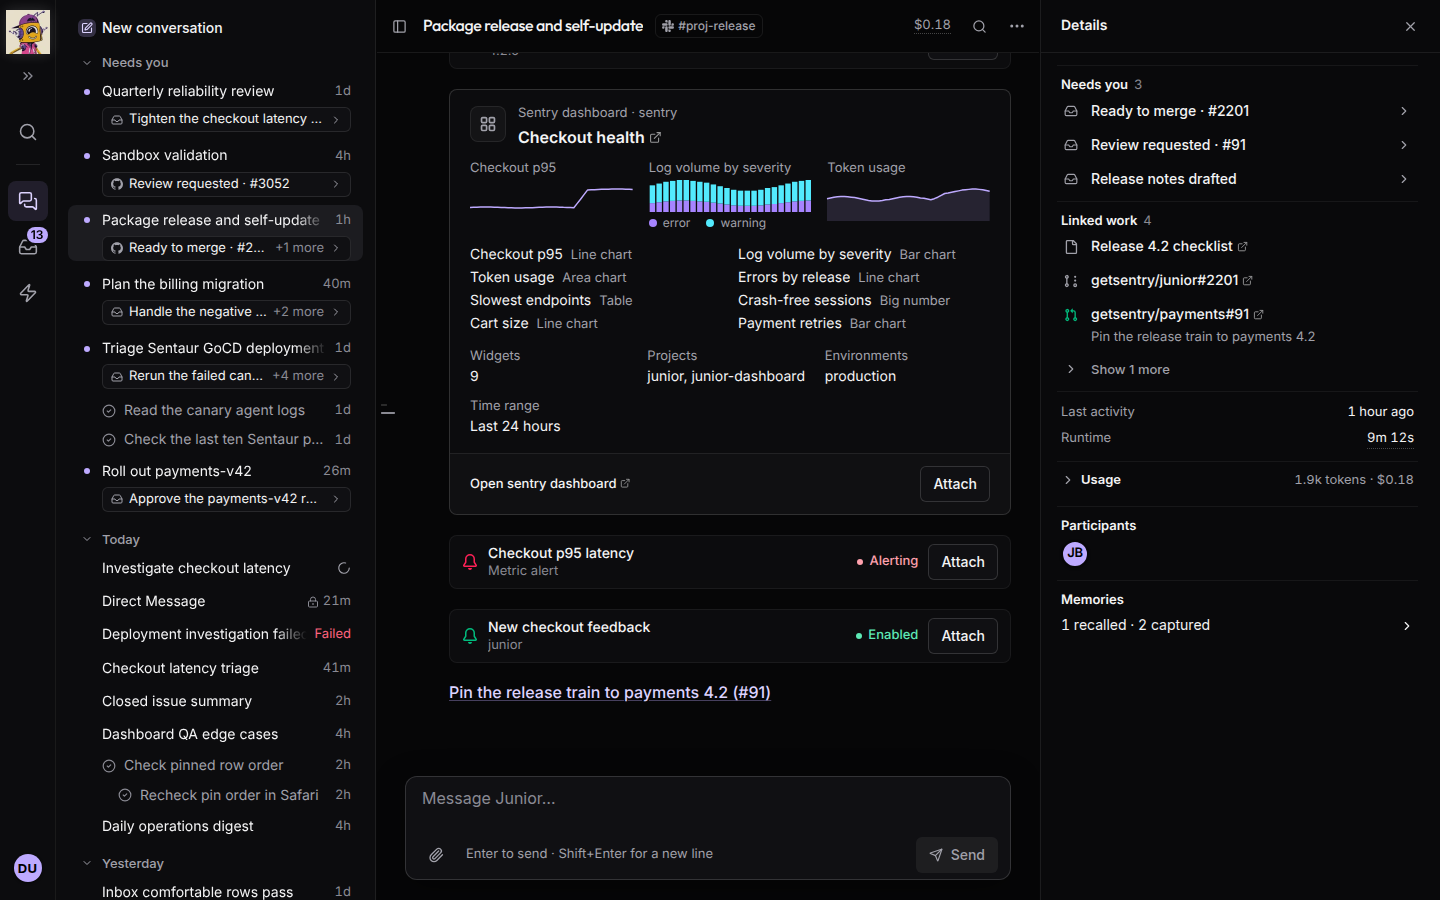 New conversation
Needs you
Quarterly reliability review 1d
Tighten the checkout latency ...
Sandbox validation 4h
Review requested · #3052
Package release and self-update 1h
Ready to merge · #2... +1 more
Plan the billing migration 40m
Handle the negative ... +2 more
Triage Sentaur GoCD deployment 1d
Rerun the failed can... +4 more
Read the canary agent logs 1d
Check the last ten Sentaur p... 1d
Roll out payments-v42 26m
Approve the payments-v42 r...
Today
Investigate checkout latency
Direct Message 21m
Deployment investigation failed Failed
Checkout latency triage 41m
Closed issue summary 2h
Dashboard QA edge cases 4h
Check pinned row order 2h
Recheck pin order in Safari 2h
Daily operations digest 4h
Yesterday
Inbox comfortable rows pass 1d
13
DU
Package release and self-update #proj-release $0.18
Sentry dashboard · sentry
Checkout health
Checkout p95 Log volume by severity Token usage
error warning
Checkout p95 Line chart Log volume by severity Bar chart
Token usage Area chart Errors by release Line chart
Slowest endpoints Table Crash-free sessions Big number
Cart size Line chart Payment retries Bar chart
Widgets Projects Environments
9 junior, junior-dashboard production
Time range
Last 24 hours
Open sentry dashboard Attach
Checkout p95 latency
Metric alert
Alerting Attach
New checkout feedback
junior
Enabled Attach
Pin the release train to payments 4.2 (#91)
Message Junior...
Enter to send · Shift+Enter for a new line Send
Details
Needs you 3
Ready to merge · #2201
Review requested · #91
Release notes drafted
Linked work 4
Release 4.2 checklist
getsentry/junior#2201
getsentry/payments#91
Pin the release train to payments 4.2
Show 1 more
Last activity 1 hour ago
Runtime 9m 12s
Usage 1.9k tokens · $0.18
Participants
JB
Memories
1 recalled · 2 captured